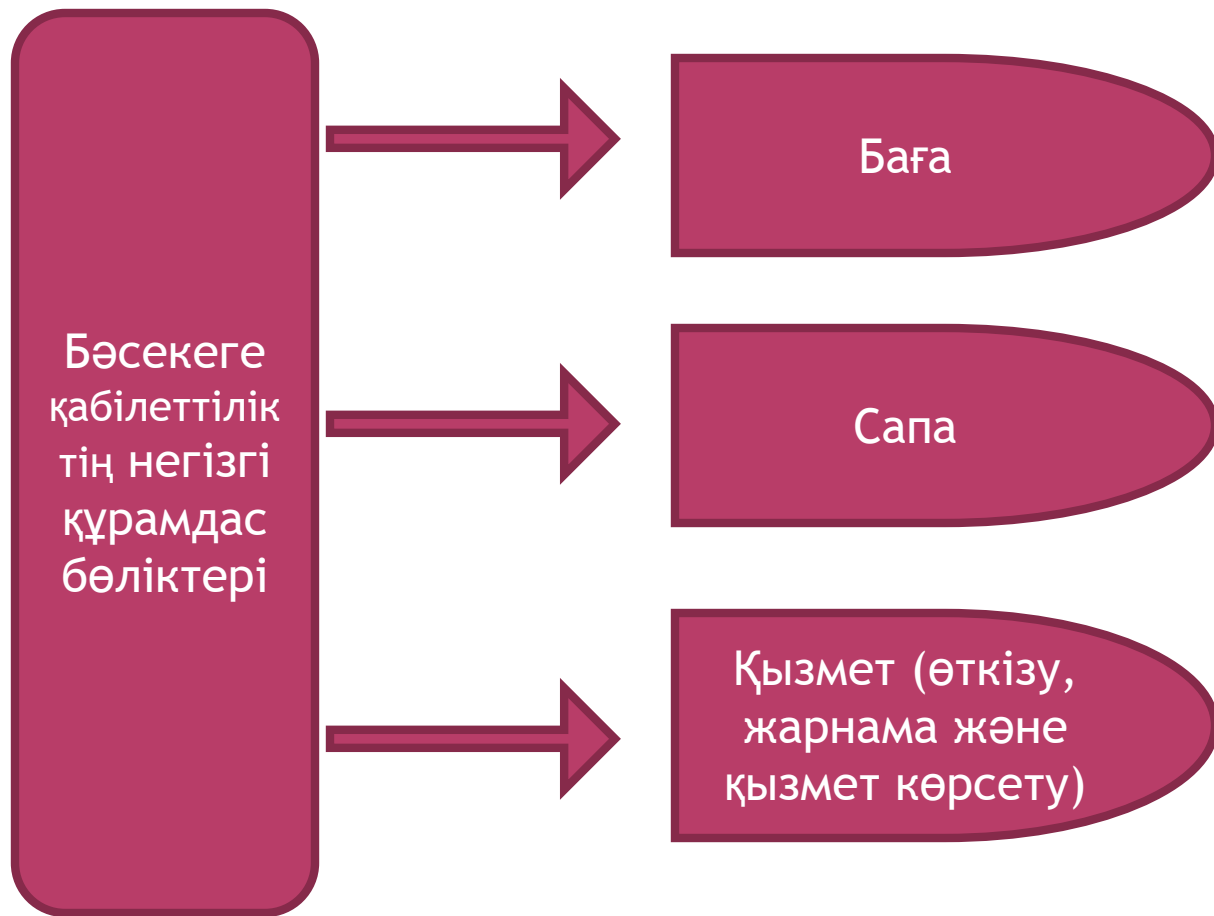 Бәсекеге
қабілеттілік
тің негізгі
құрамдас
бөліктері
Баға
Сапа
Қызмет (өткізу,
жарнама және
қызмет көрсету)